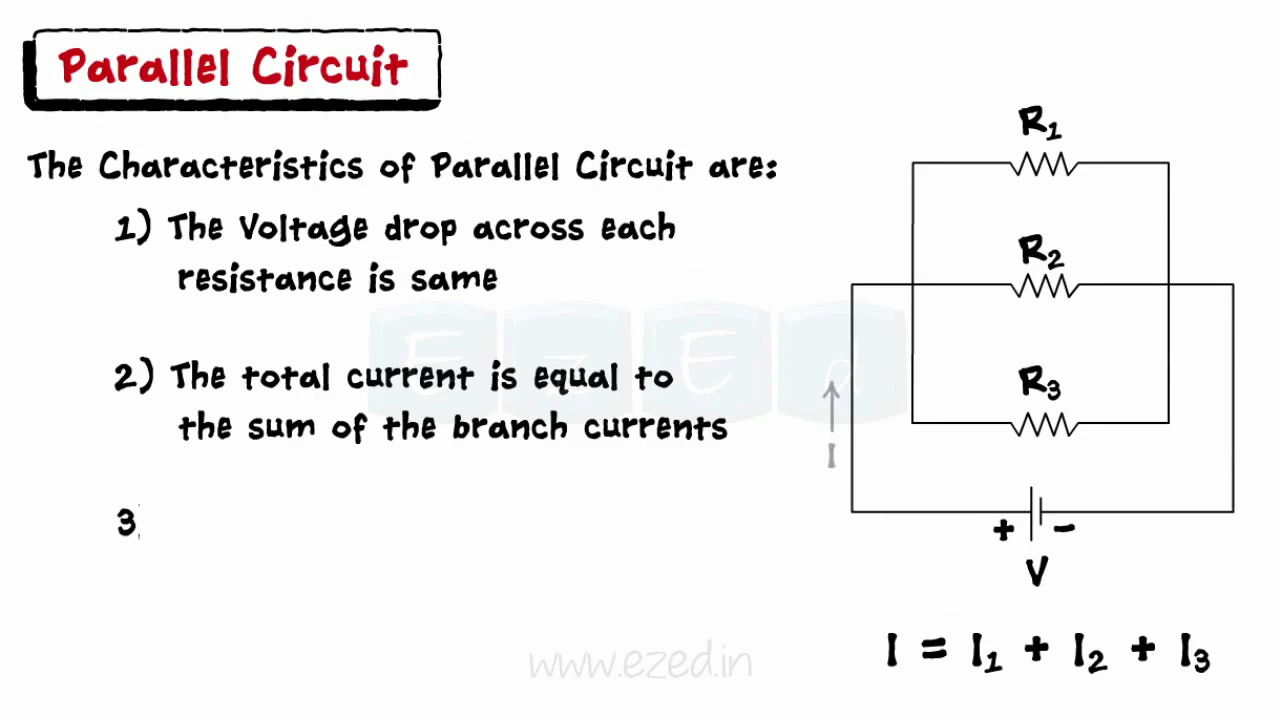 Parallel Circuit
The Characteristics of Parallel Circuit are:
1) The Voltage drop across each
resistance is same
2) The total current is equal to
the sum of the branch currents
3
R1
R2
R3
I
+ -
V
I = I1 + I2 + I3
EzEd
www.ezed.in